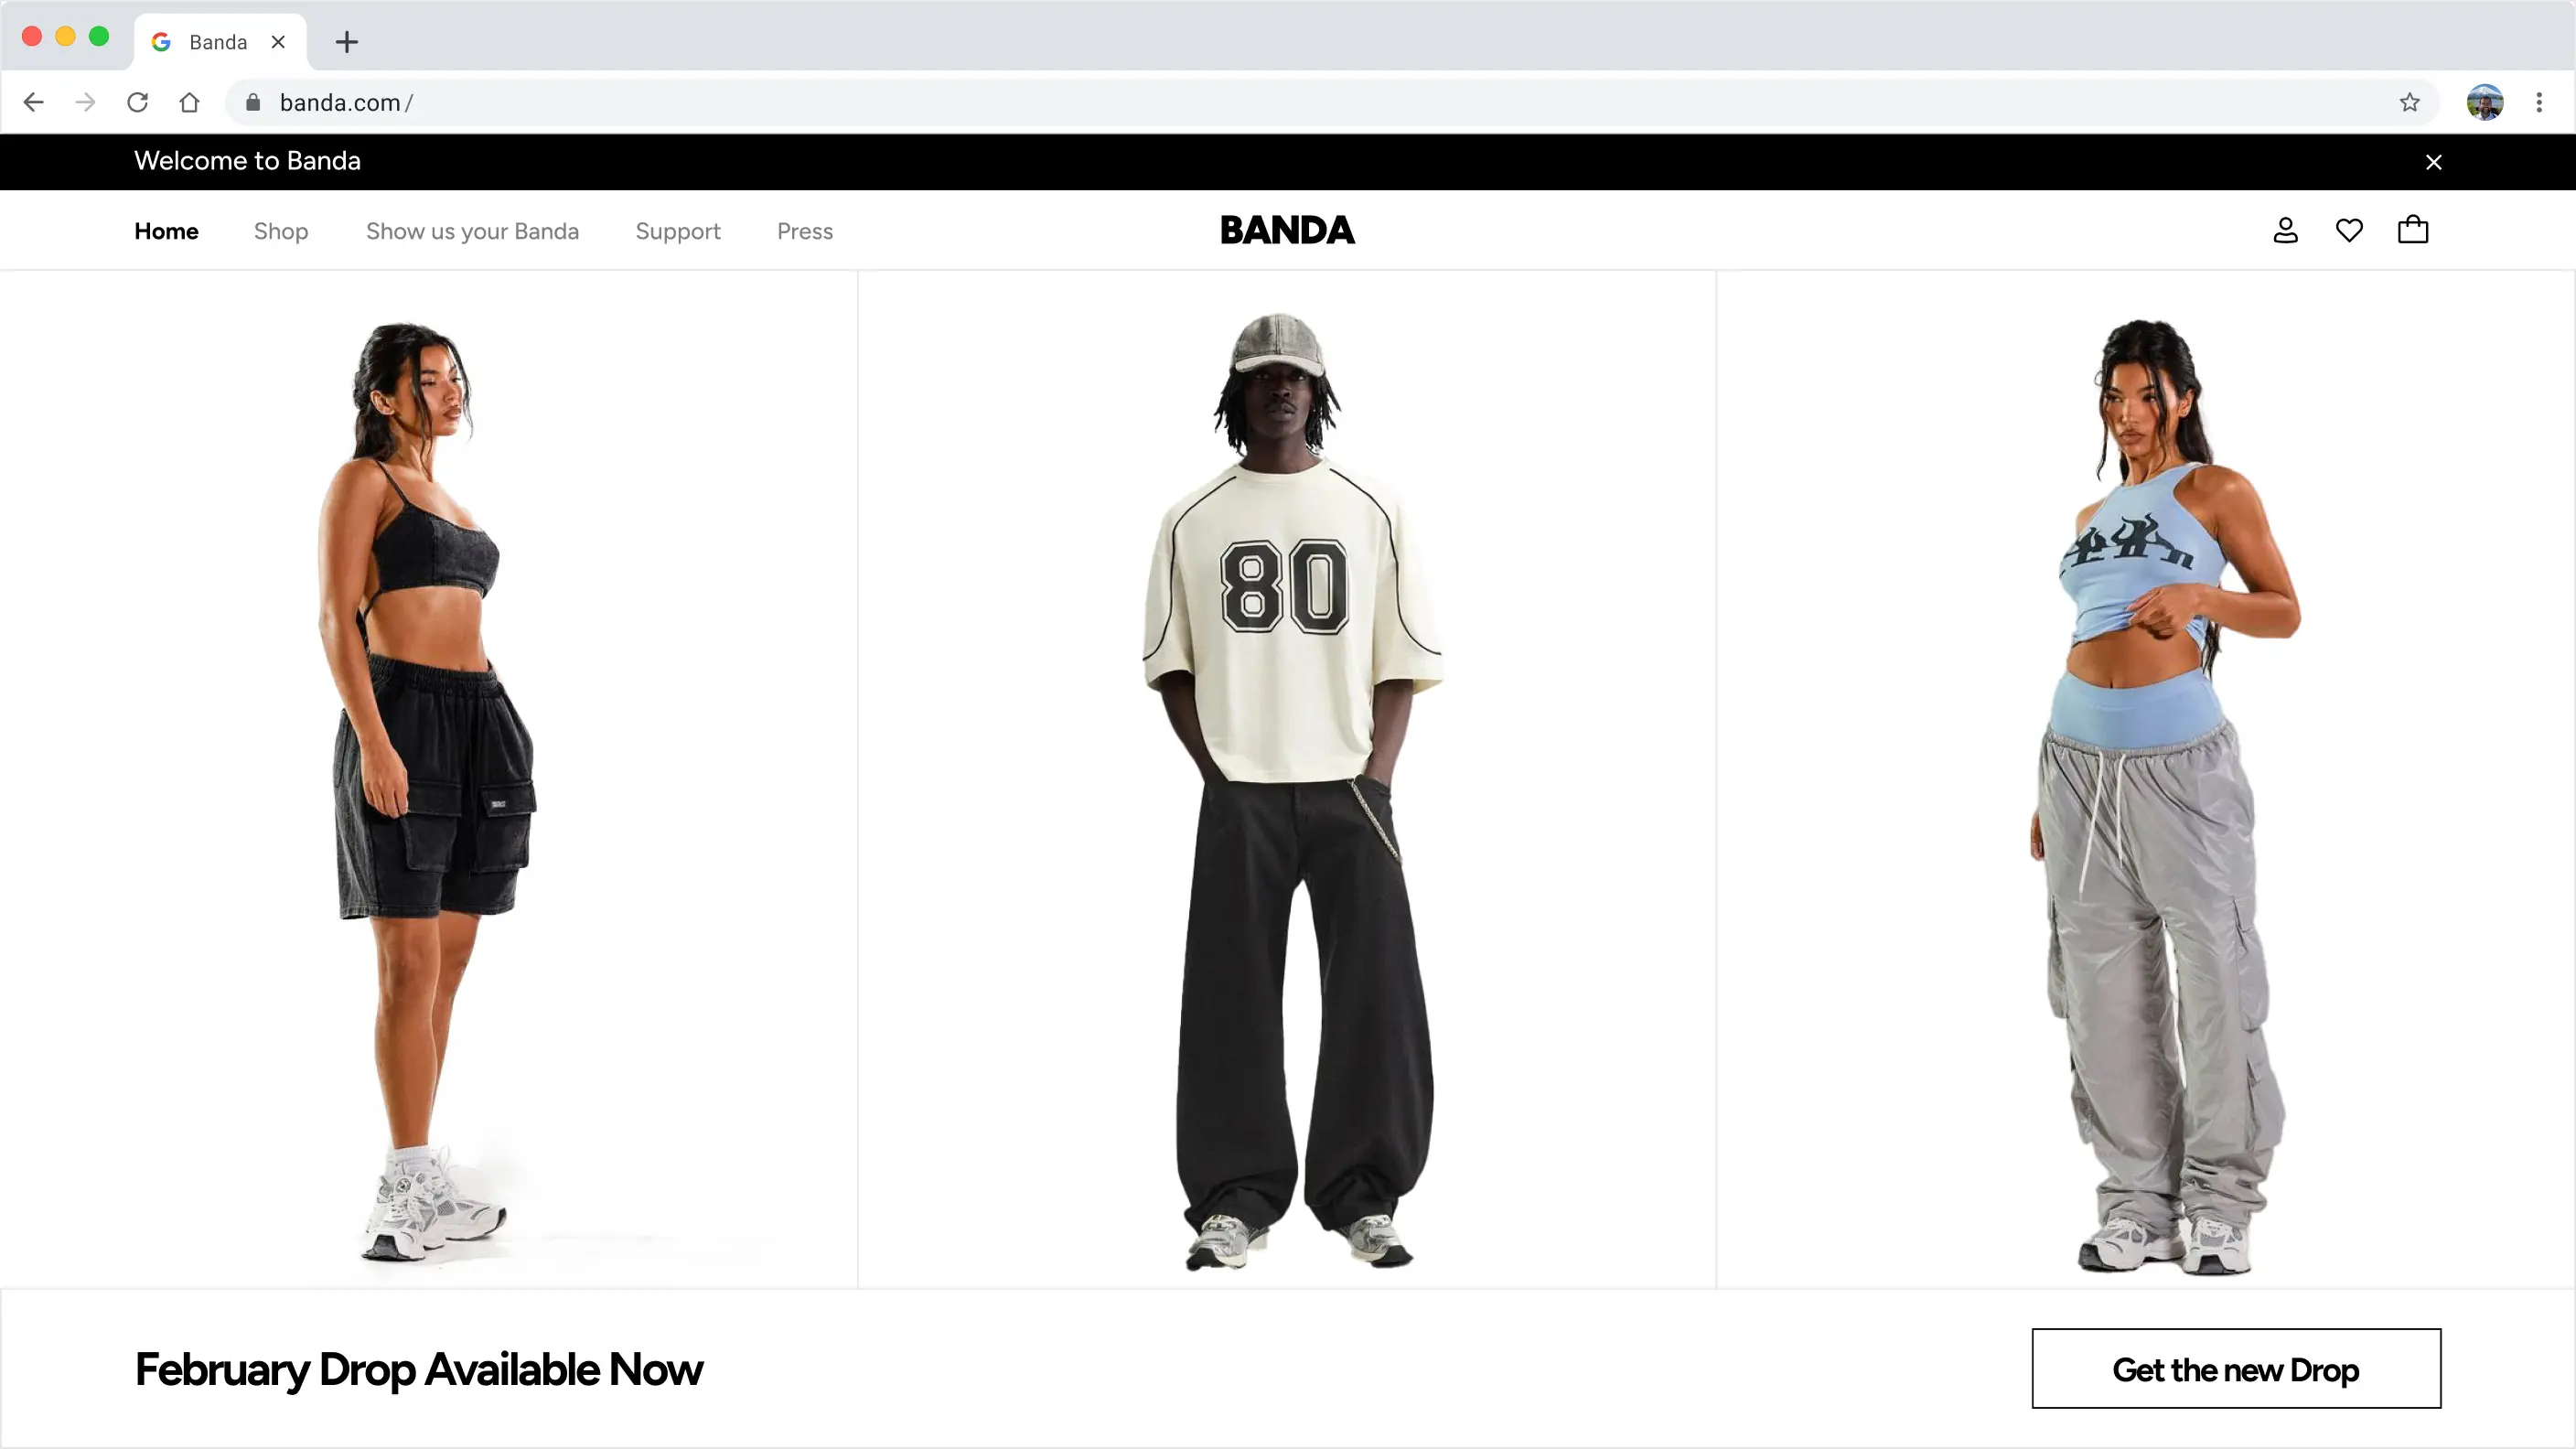 Banda
banda.com/
Welcome to Banda
Home Shop Show us your Banda Support Press
BANDA
80
February Drop Available Now
Get the new Drop